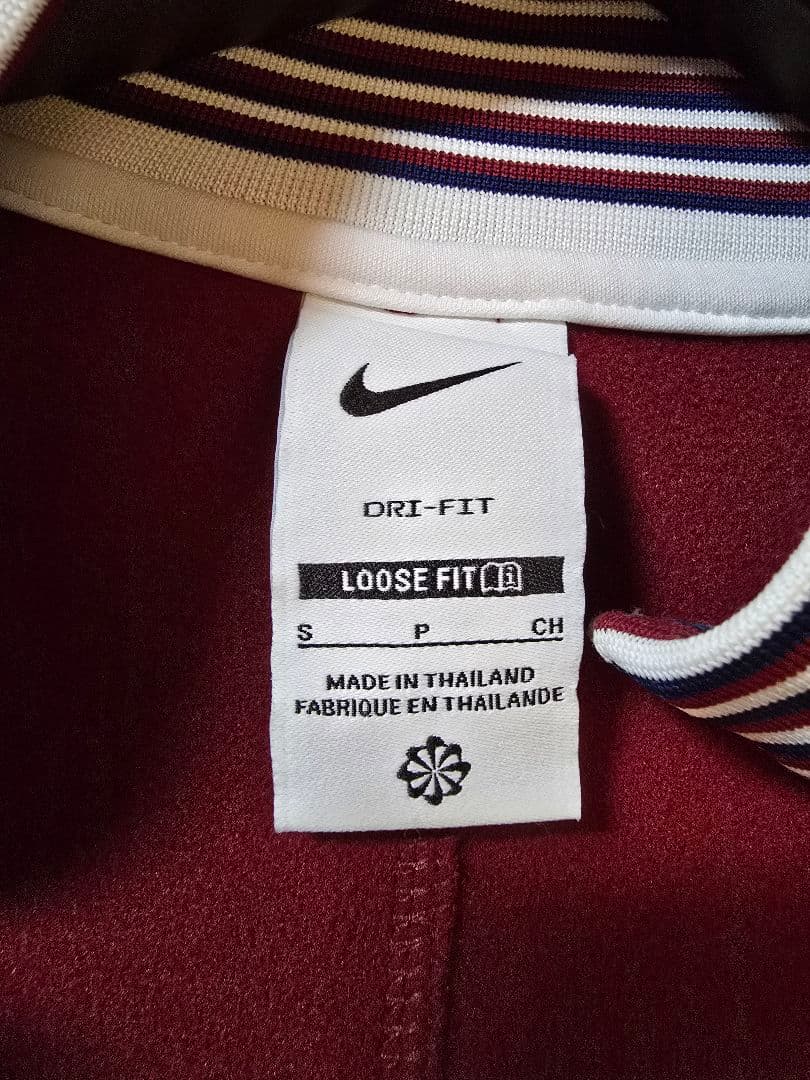 DRI-FIT
LOOSE FIT
S P CH
MADE IN THAILAND
FABRIQUE EN THAILANDE